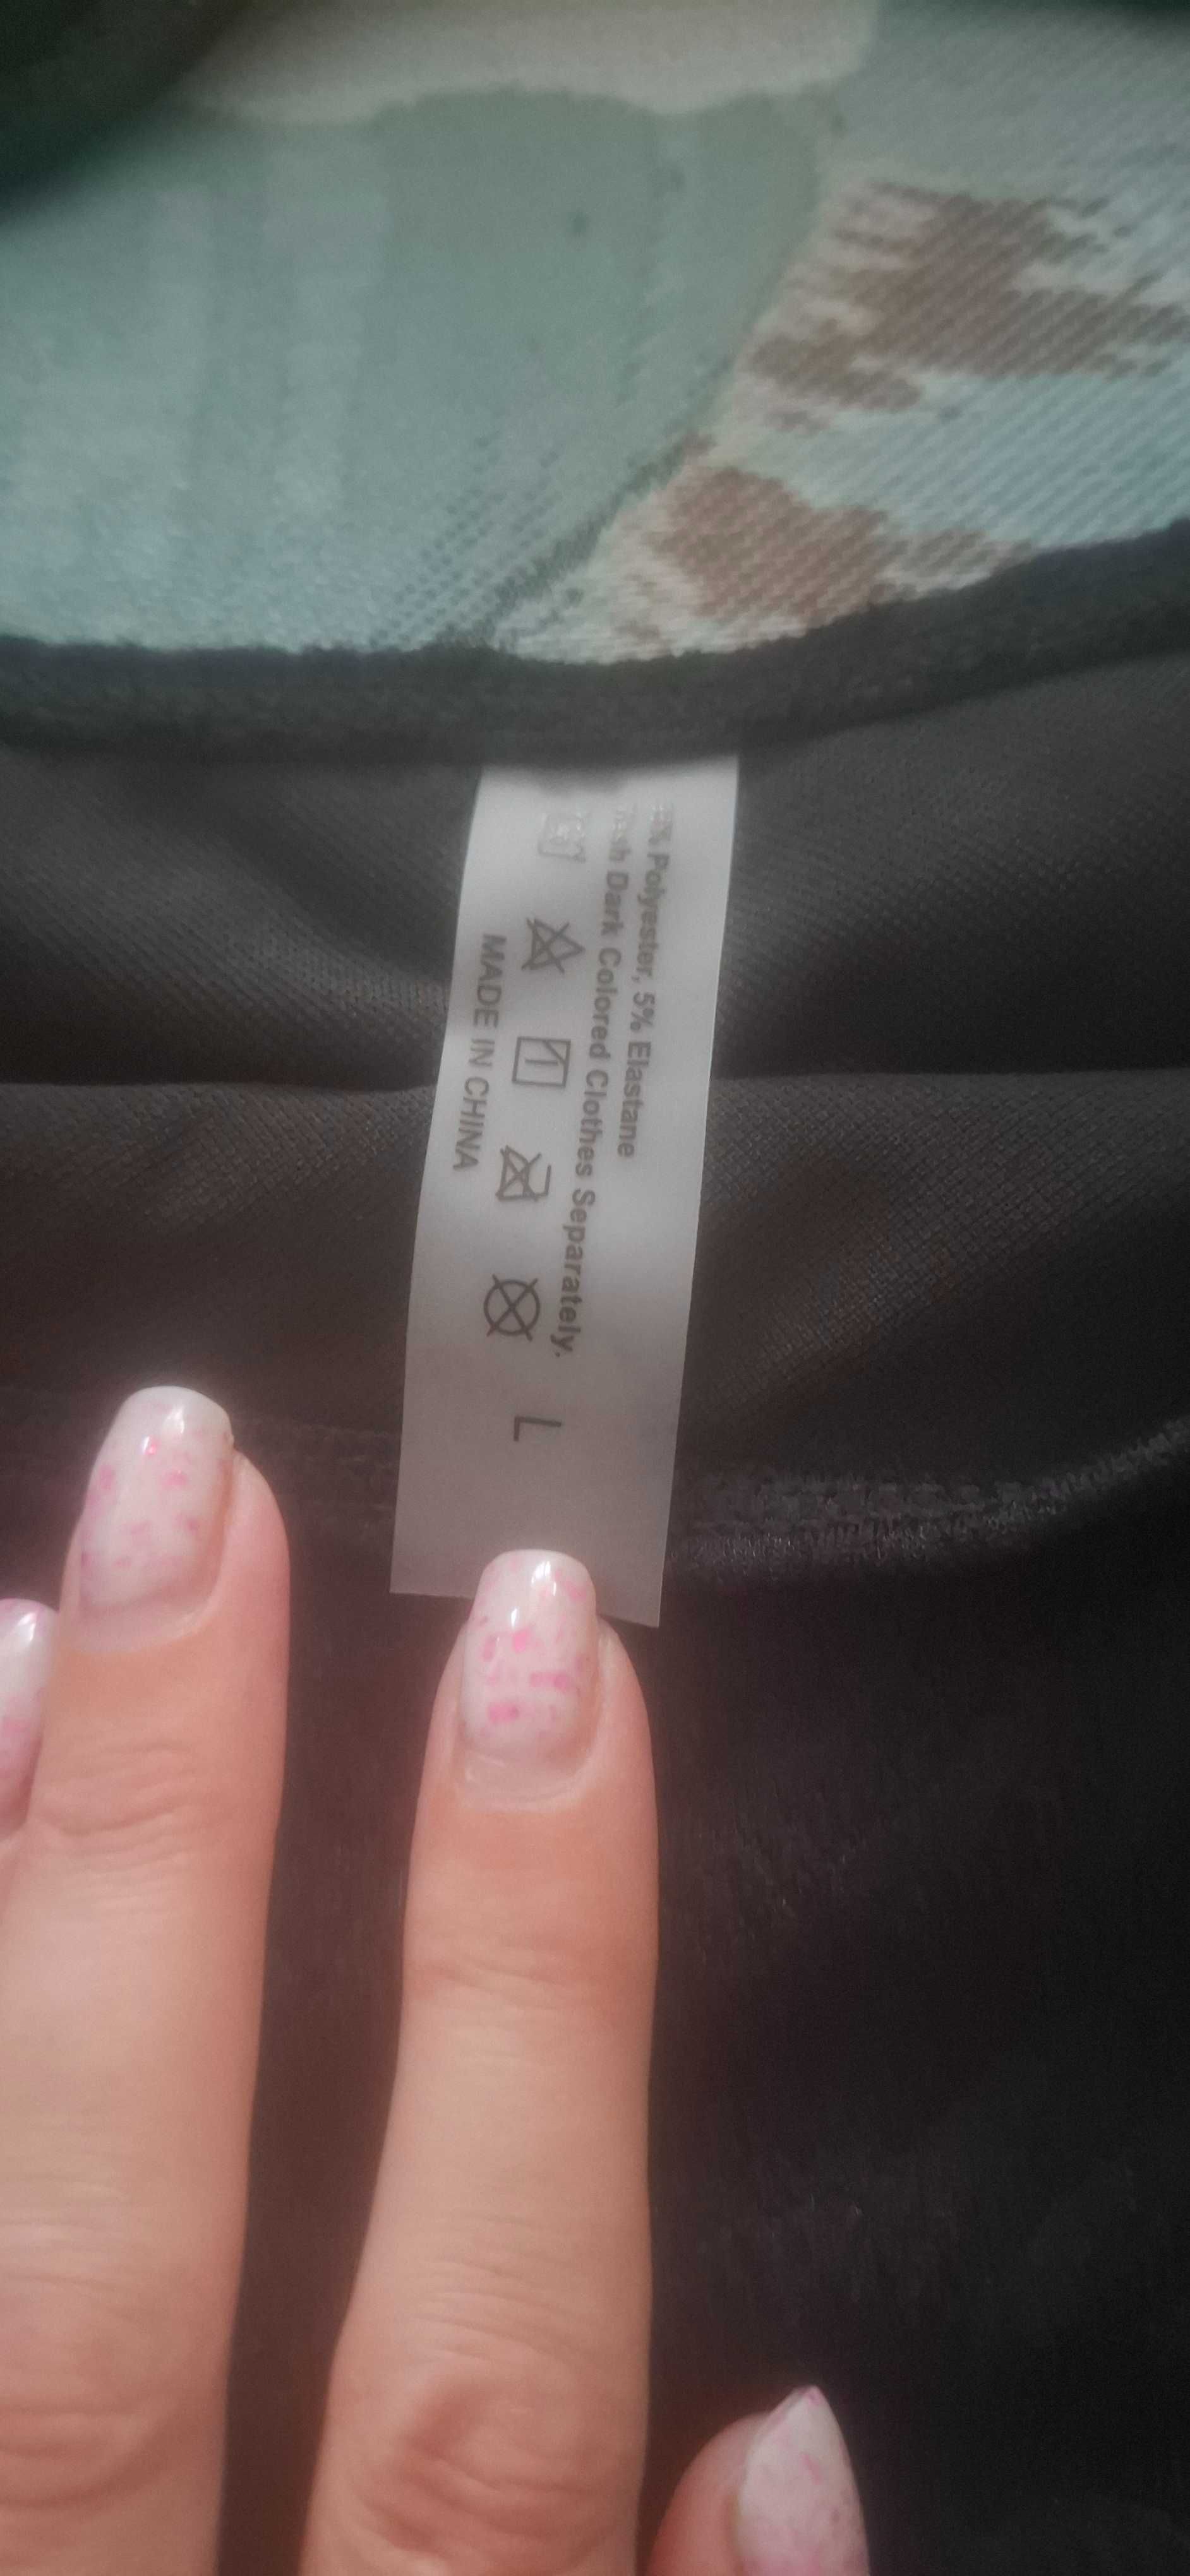 % Polyester, 5% Elastane
Dark Colored Clothes Separately.
L
MADE IN CHINA